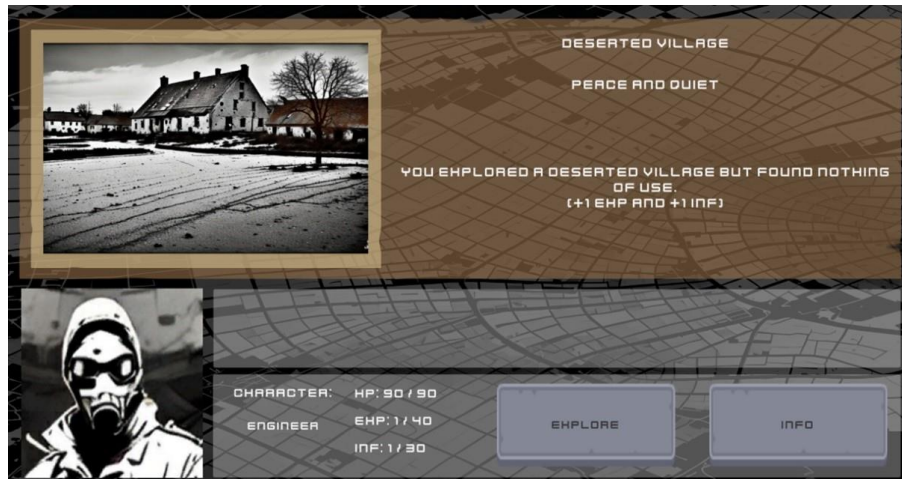 DESERTED VILLAGE
PEACE AND QUIET
YOU EXPLORED A DESERTED VILLAGE BUT FOUND NOTHING
OF USE.
(+1 EXP AND +1 INF)
CHARACTER:
ENGINEER
HP: 90 / 90
EXP: 1 / 40
INF: 1 / 30
EXPLORE
INFO